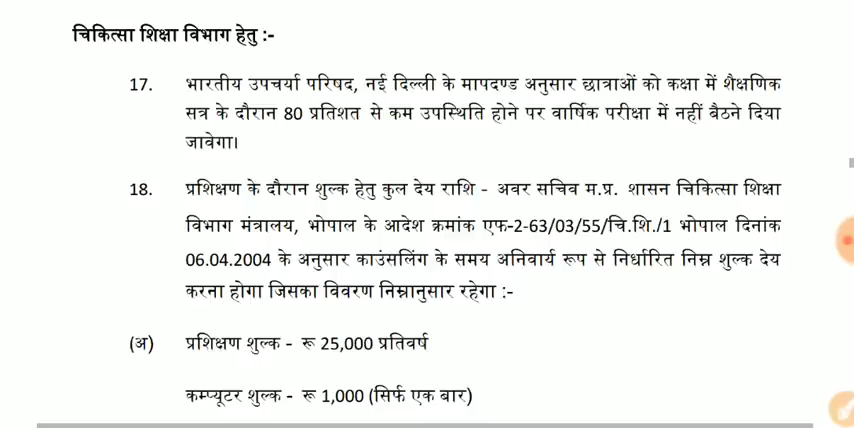 चिकित्सा शिक्षा विभाग हेतु :-
17. भारतीय उपचर्या परिषद, नई दिल्ली के मापदण्ड अनुसार छात्राओं को कक्षा में शैक्षणिक
सत्र के दौरान 80 प्रतिशत से कम उपस्थिति होने पर वार्षिक परीक्षा में नहीं बैठने दिया
जावेगा।
18. प्रशिक्षण के दौरान शुल्क हेतु कुल देय राशि - अवर सचिव म.प्र. शासन चिकित्सा शिक्षा
विभाग मंत्रालय, भोपाल के आदेश क्रमांक एफ-2-63/03/55/चि.शि./1 भोपाल दिनांक
06.04.2004 के अनुसार काउंसलिंग के समय अनिवार्य रूप से निर्धारित निम्न शुल्क देय
करना होगा जिसका विवरण निम्नानुसार रहेगा :-
(अ) प्रशिक्षण शुल्क - रू 25,000 प्रतिवर्ष
कम्प्यूटर शुल्क - रू 1,000 (सिर्फ एक बार)